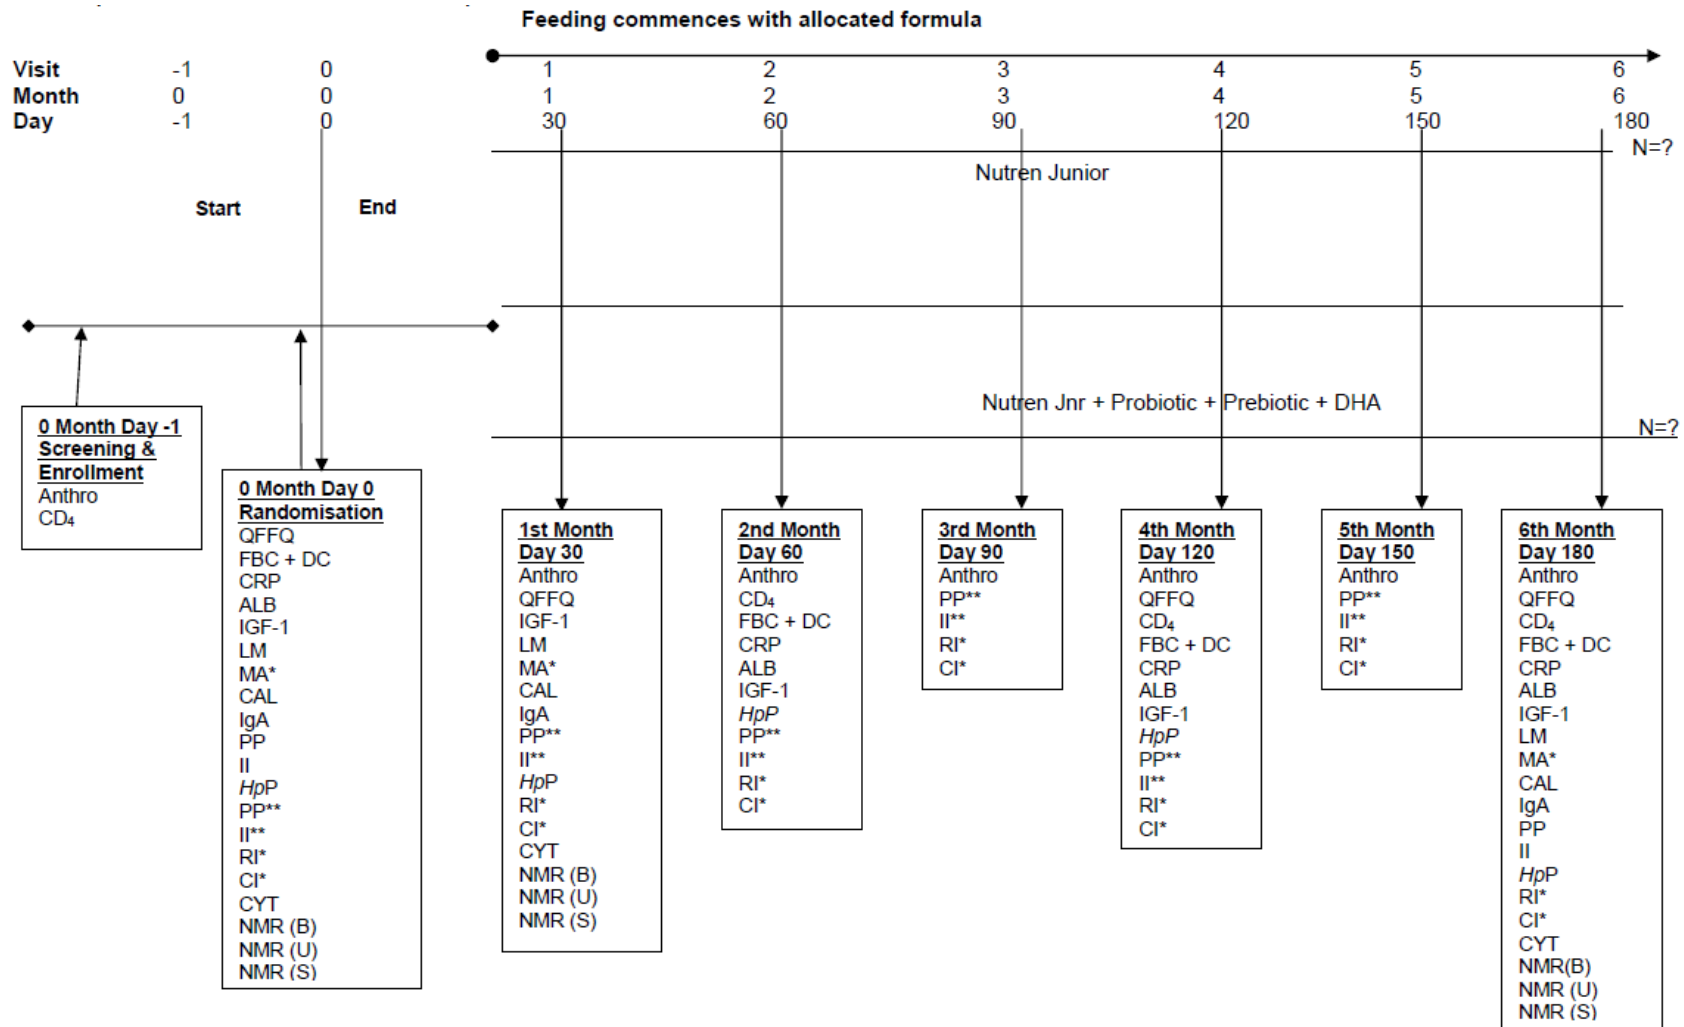 Feeding commences with allocated formula
Visit -1 0 1 2 3 4 5 6
Month 0 0 1 2 3 4 5 6
Day -1 0 30 60 90 120 150 180
N=?
Nutren Junior
Start End
Nutren Jnr + Probiotic + Prebiotic + DHA
N=?
0 Month Day -1
Screening &
Enrollment
Anthro
CD₄
0 Month Day 0
Randomisation
QFFQ
FBC + DC
CRP
ALB
IGF-1
LM
MA*
CAL
IgA
PP
II
HpP
PP**
II**
RI*
CI*
CYT
NMR (B)
NMR (U)
NMR (S)
1st Month
Day 30
Anthro
QFFQ
IGF-1
LM
MA*
CAL
IgA
PP**
II**
HpP
RI*
CI*
CYT
NMR (B)
NMR (U)
NMR (S)
2nd Month
Day 60
Anthro
CD₄
FBC + DC
CRP
ALB
IGF-1
HpP
PP**
II**
RI*
CI*
3rd Month
Day 90
Anthro
PP**
II**
RI*
CI*
4th Month
Day 120
Anthro
QFFQ
CD₄
FBC + DC
CRP
ALB
IGF-1
HpP
PP**
II**
RI*
CI*
5th Month
Day 150
Anthro
PP**
II**
RI*
CI*
6th Month
Day 180
Anthro
QFFQ
CD₄
FBC + DC
CRP
ALB
IGF-1
LM
MA*
CAL
IgA
PP
II
HpP
RI*
CI*
CYT
NMR(B)
NMR (U)
NMR (S)